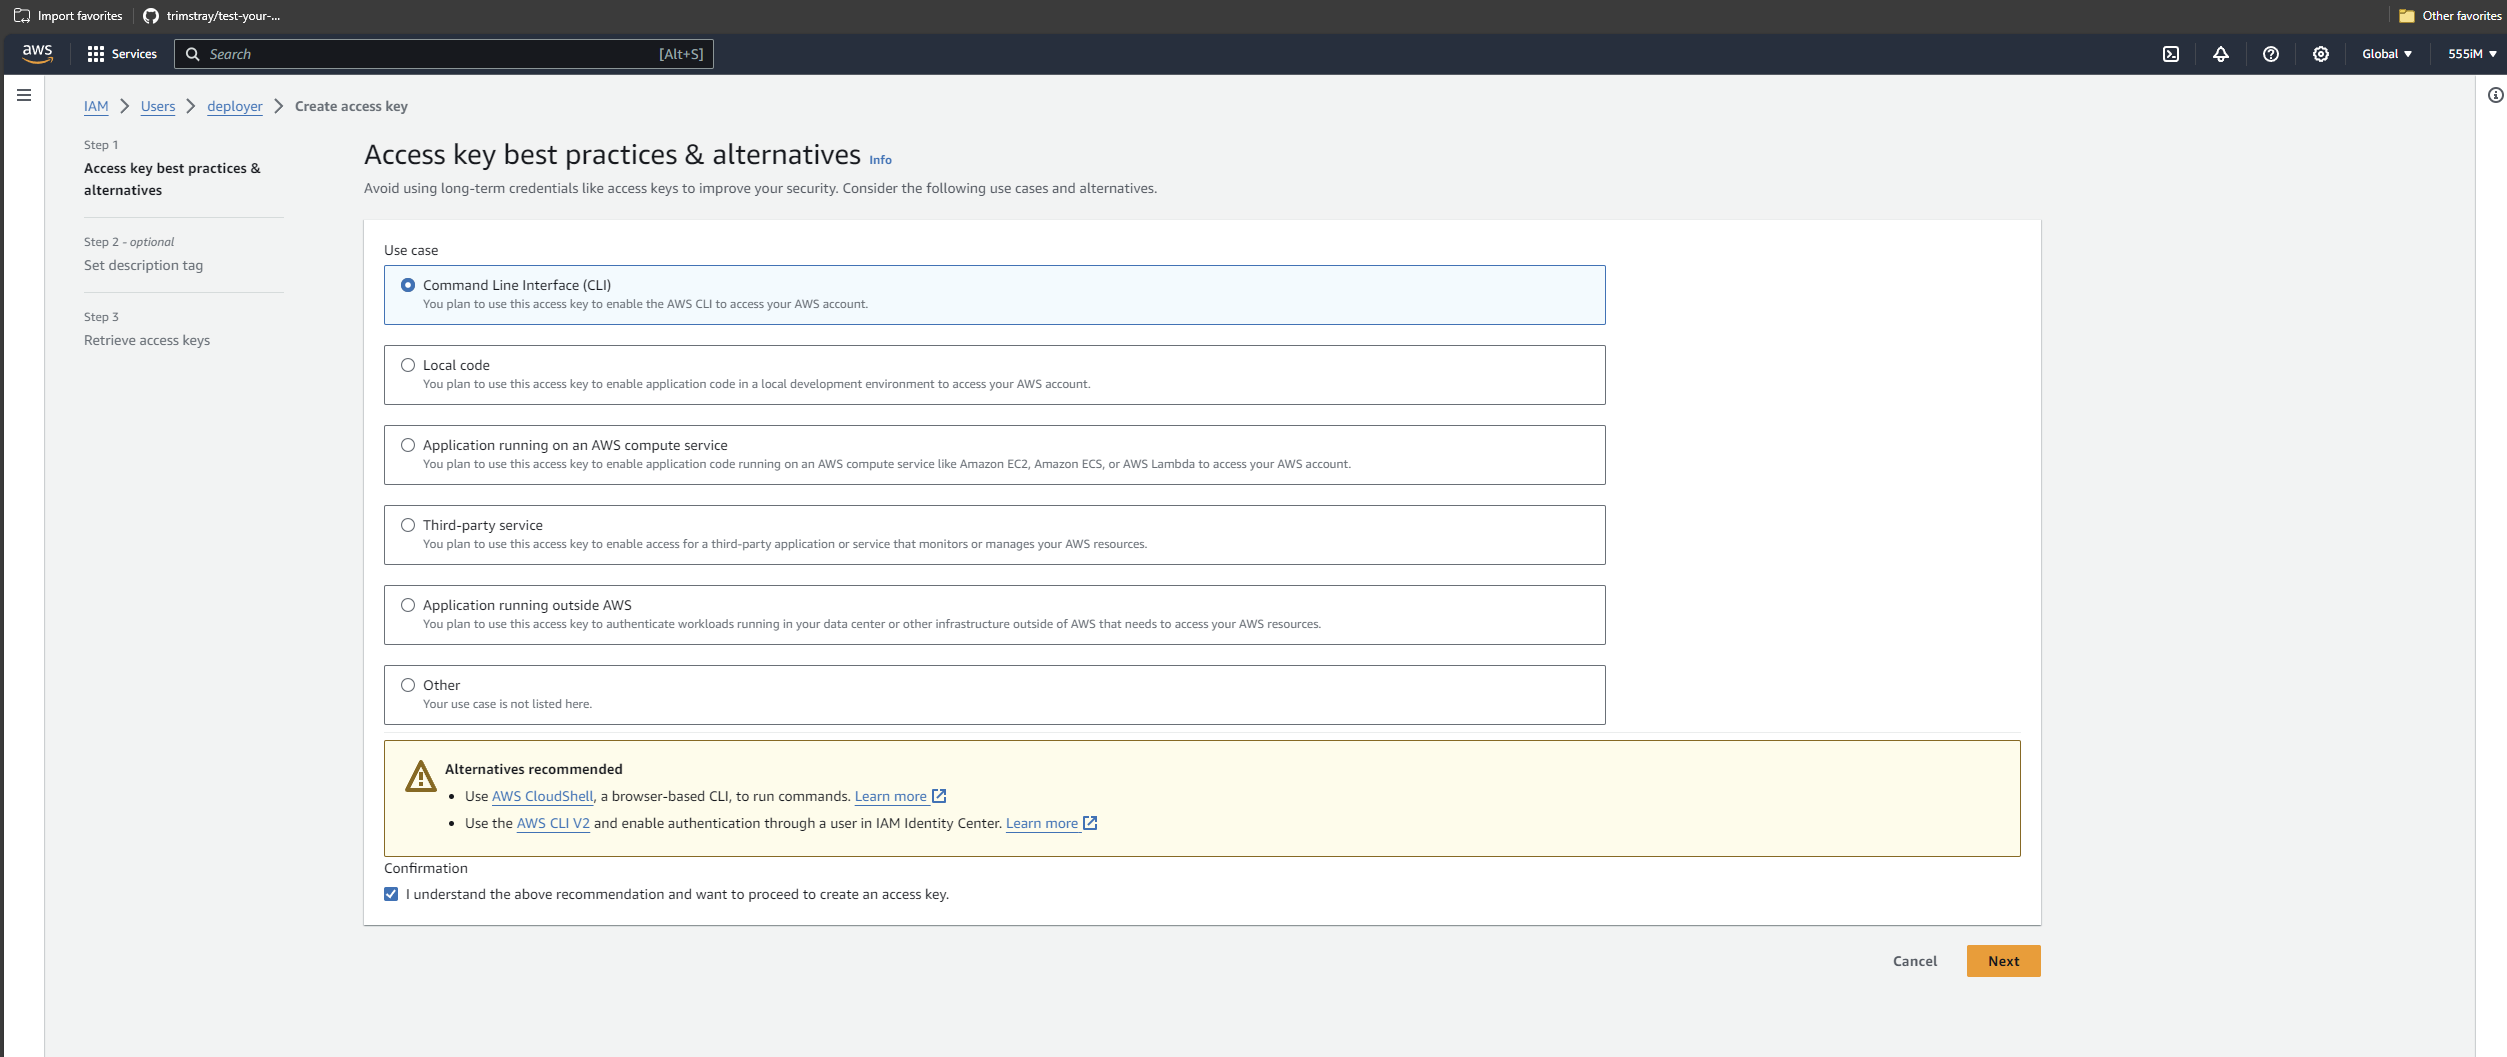 Import favorites
trimstray/test-your-...
Other favorites
aws
Services
Search
[Alt+S]
Global
555iM
IAM
Users
deployer
Create access key
Step 1
Access key best practices &
alternatives
Step 2 - optional
Set description tag
Step 3
Retrieve access keys
Access key best practices & alternatives Info
Avoid using long-term credentials like access keys to improve your security. Consider the following use cases and alternatives.
Use case
Command Line Interface (CLI)
You plan to use this access key to enable the AWS CLI to access your AWS account.
Local code
You plan to use this access key to enable application code in a local development environment to access your AWS account.
Application running on an AWS compute service
You plan to use this access key to enable application code running on an AWS compute service like Amazon EC2, Amazon ECS, or AWS Lambda to access your AWS account.
Third-party service
You plan to use this access key to enable access for a third-party application or service that monitors or manages your AWS resources.
Application running outside AWS
You plan to use this access key to authenticate workloads running in your data center or other infrastructure outside of AWS that needs to access your AWS resources.
Other
Your use case is not listed here.
Alternatives recommended
• Use AWS CloudShell, a browser-based CLI, to run commands. Learn more
• Use the AWS CLI V2 and enable authentication through a user in IAM Identity Center. Learn more
Confirmation
I understand the above recommendation and want to proceed to create an access key.
Cancel
Next